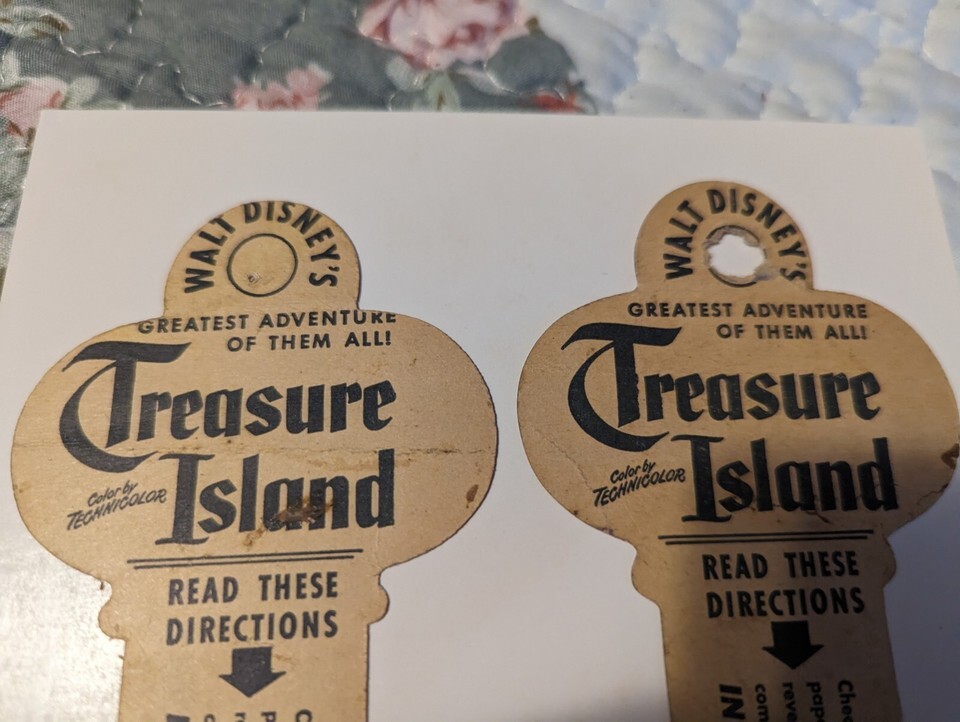 WALT DISNEY'S
GREATEST ADVENTURE
OF THEM ALL!
Treasure
Island
Color by
TECHNICOLOR
READ THESE
DIRECTIONS
WALT DISNEY'S
GREATEST ADVENTURE
OF THEM ALL!
Treasure
Island
Color by
TECHNICOLOR
READ THESE
DIRECTIONS